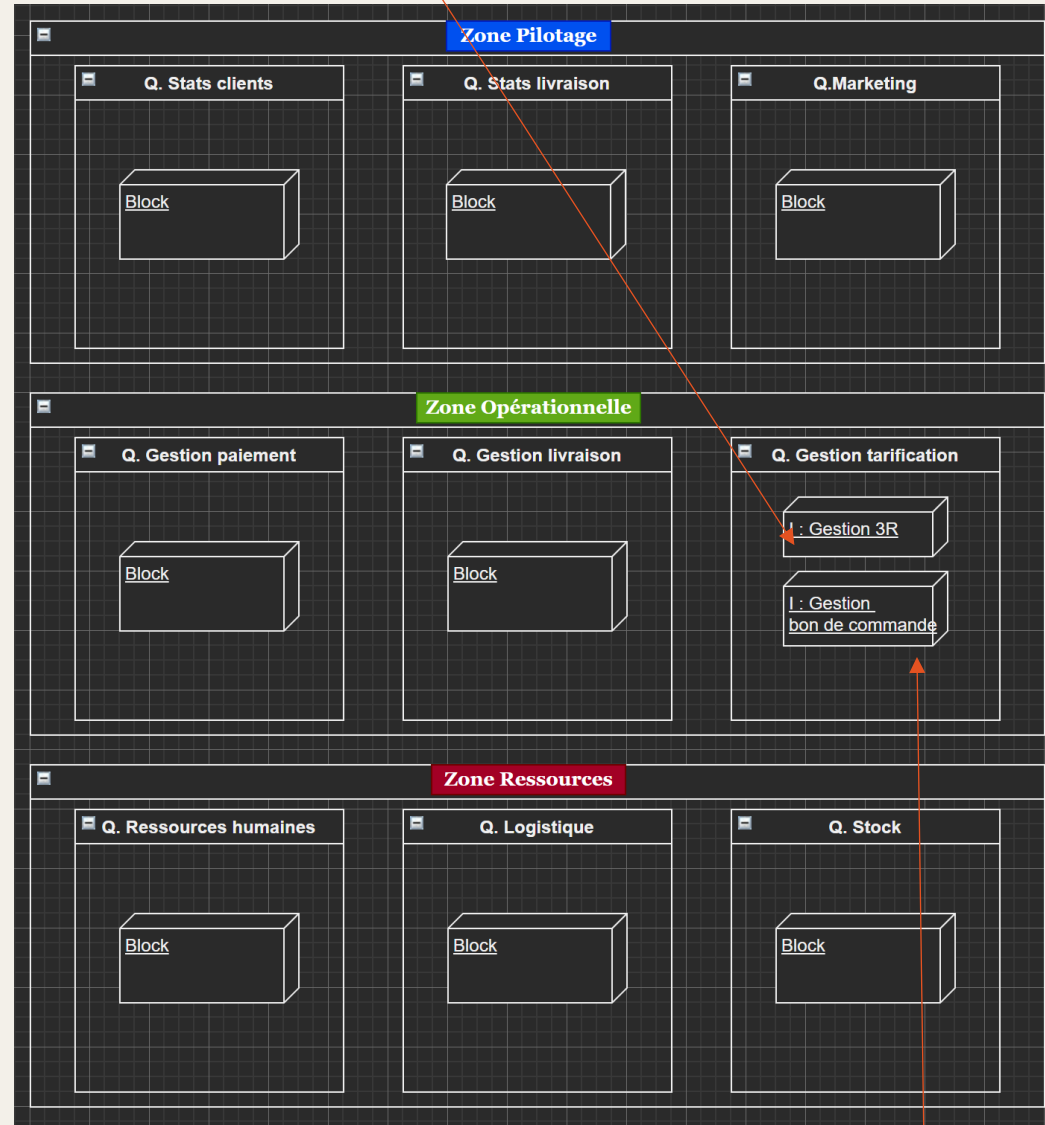 Zone Pilotage
Q. Stats clients
Q. Stats livraison
Q.Marketing
Block
Block
Block
Zone Opérationnelle
Q. Gestion paiement
Q. Gestion livraison
Q. Gestion tarification
I : Gestion 3R
Block
Block
I : Gestion
bon de commande
Zone Ressources
Q. Ressources humaines
Q. Logistique
Q. Stock
Block
Block
Block